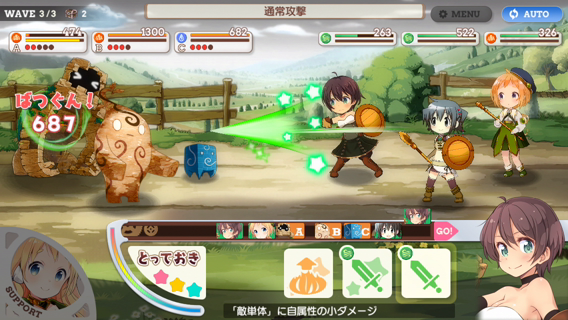 WAVE 3/3
2
通常攻撃
MENU
AUTO
474
A
1300
B
682
C
263
522
326
ばつぐん!
687
A
B
C
GO!
とっておき
SUPPORT
「敵単体」に自属性の小ダメージ